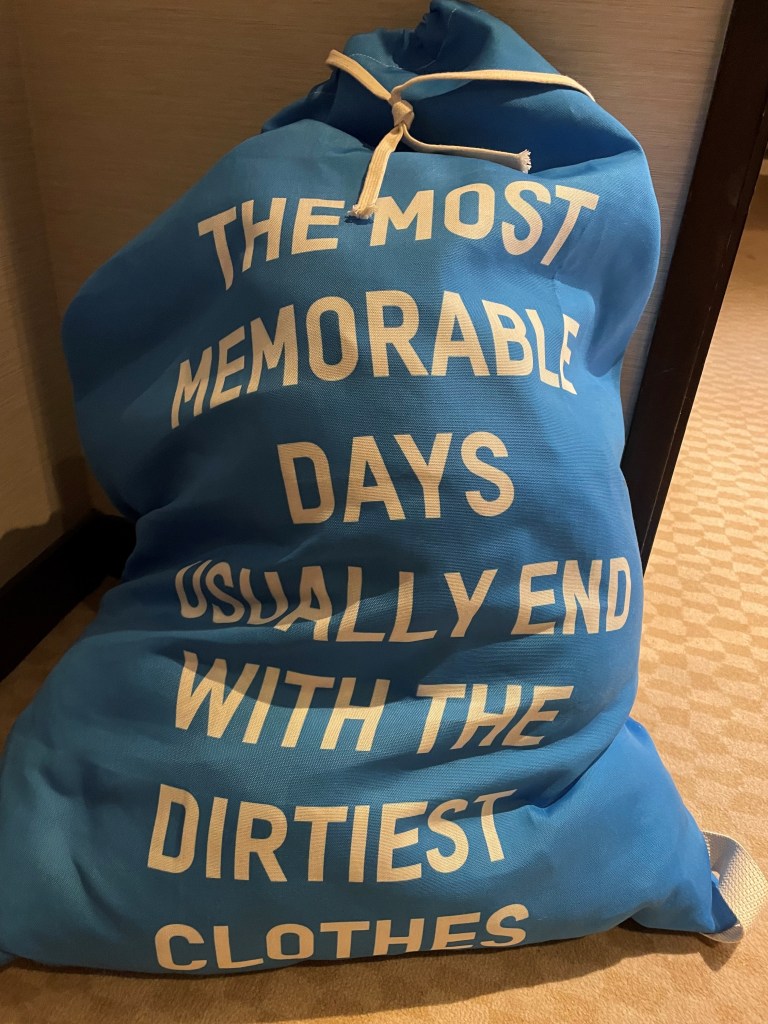 THE MOST
MEMORABLE
DAYS
USUALLY END
WITH THE
DIRTIEST
CLOTHES